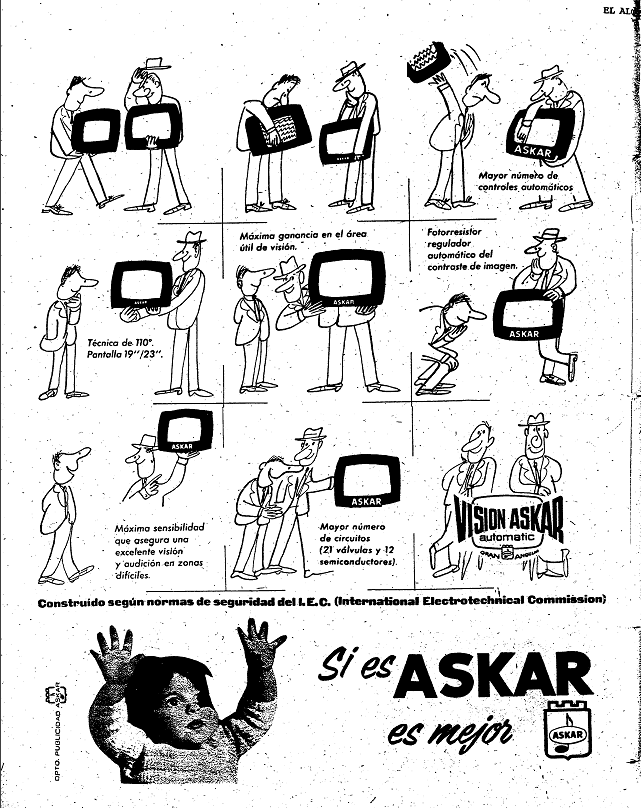 EL AL
ASKAR
Mayor número de
controles automáticos
Máxima ganancia en el área
útil de visión.
Fotorresistor
regulador
automático del
contraste de imagen.
Técnica de 110°.
Pantalla 19"/23".
ASKAR
ASKAR
ASKAR
Máxima sensibilidad
que asegura una
excelente visión
y audición en zonas
difíciles.
ASKAR
Mayor número
de circuitos
(21 válvulas y 12
semiconductores).
ASKAR
VISION ASKAR
automatic
GRAN ANGULAR
Construído según normas de seguridad del I.E.C. (International Electrotechnical Commission)
Si es ASKAR
es mejor
ASKAR
DPTO. PUBLICIDAD ASKAR